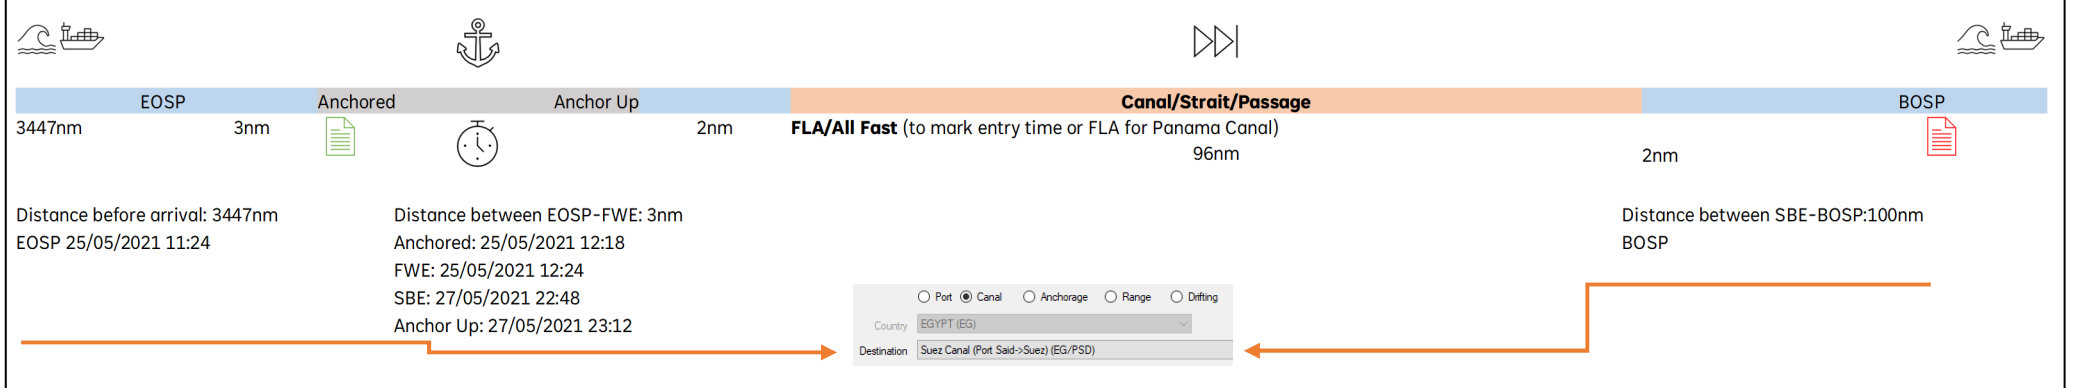 EOSP Anchored Anchor Up Canal/Strait/Passage BOSP
3447nm 3nm 2nm FLA/All Fast (to mark entry time or FLA for Panama Canal)
96nm
2nm
Distance before arrival: 3447nm
EOSP 25/05/2021 11:24
Distance between EOSP-FWE: 3nm
Anchored: 25/05/2021 12:18
FWE: 25/05/2021 12:24
SBE: 27/05/2021 22:48
Anchor Up: 27/05/2021 23:12
Port Canal Anchorage Range Drifting
Country EGYPT (EG)
Destination Suez Canal (Port Said->Suez) (EG/PSD)
Distance between SBE-BOSP:100nm
BOSP